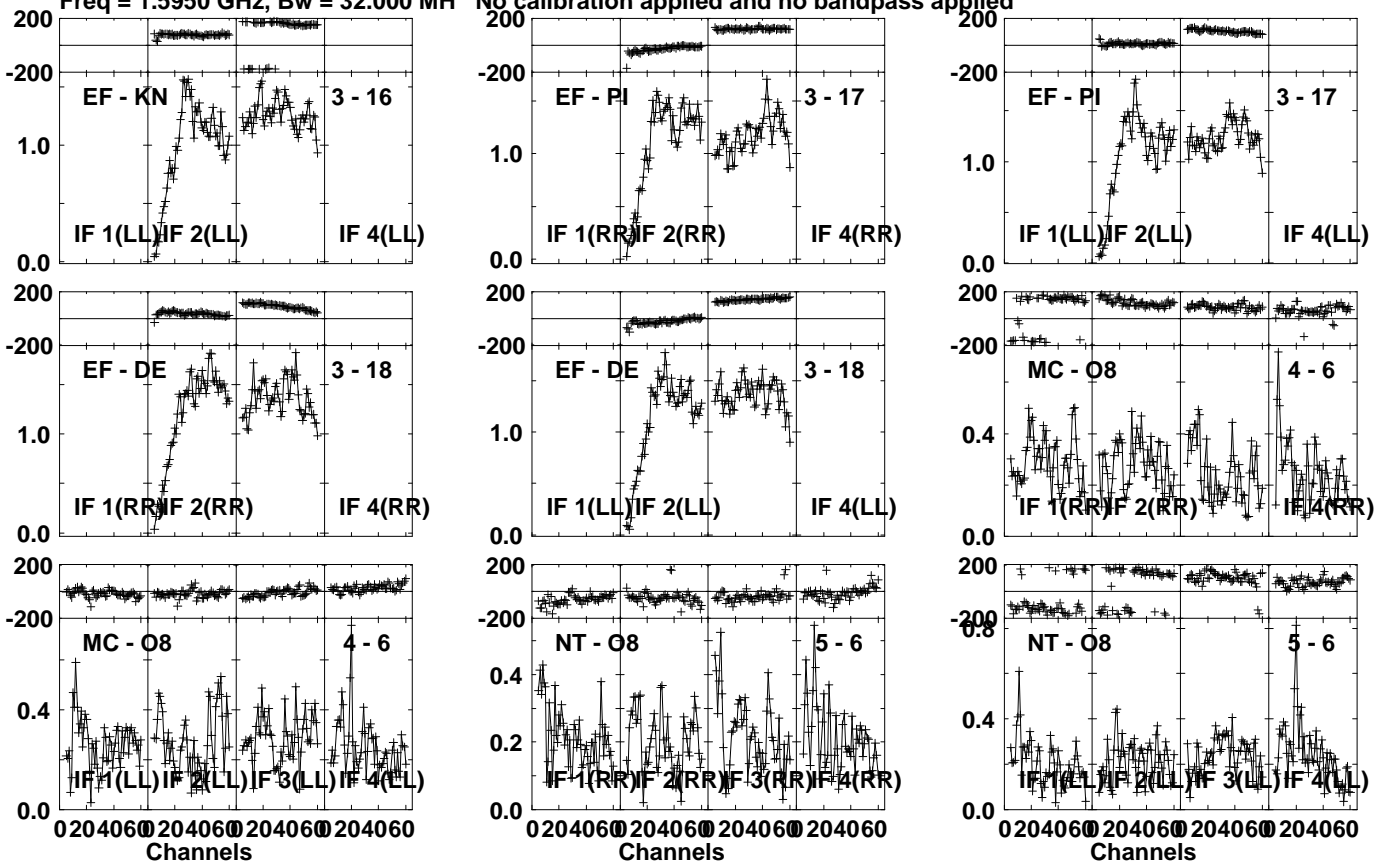 Freq = 1.5950 GHz, Bw = 32.000 MH No calibration applied and no bandpass applied
200
-200
EF - KN 3 - 16
1.0
IF 1(LL) IF 2(LL) IF 4(LL)
0.0
200
-200
EF - PI 3 - 17
1.0
IF 1(RR) IF 2(RR) IF 4(RR)
0.0
200
-200
EF - PI 3 - 17
1.0
IF 1(LL) IF 2(LL) IF 4(LL)
0.0
200
-200
EF - DE 3 - 18
1.0
IF 1(RR) IF 2(RR) IF 4(RR)
0.0
200
-200
EF - DE 3 - 18
1.0
IF 1(LL) IF 2(LL) IF 4(LL)
0.0
200
-200
MC - O8 4 - 6
0.4
IF 1(RR) IF 2(RR) IF 4(RR)
0.0
200
-200
MC - O8 4 - 6
0.4
IF 1(LL) IF 2(LL) IF 3(LL) IF 4(LL)
0.0
0 20 40 60 0 20 40 60 0 20 40 60 0 20 40 60
Channels
200
-200
NT - O8 5 - 6
0.4
0.2
IF 1(RR) IF 2(RR) IF 3(RR) IF 4(RR)
0.0
0 20 40 60 0 20 40 60 0 20 40 60 0 20 40 60
Channels
200
-200
0.8
NT - O8 5 - 6
0.4
IF 1(LL) IF 2(LL) IF 3(LL) IF 4(LL)
0.0
0 20 40 60 0 20 40 60 0 20 40 60 0 20 40 60
Channels